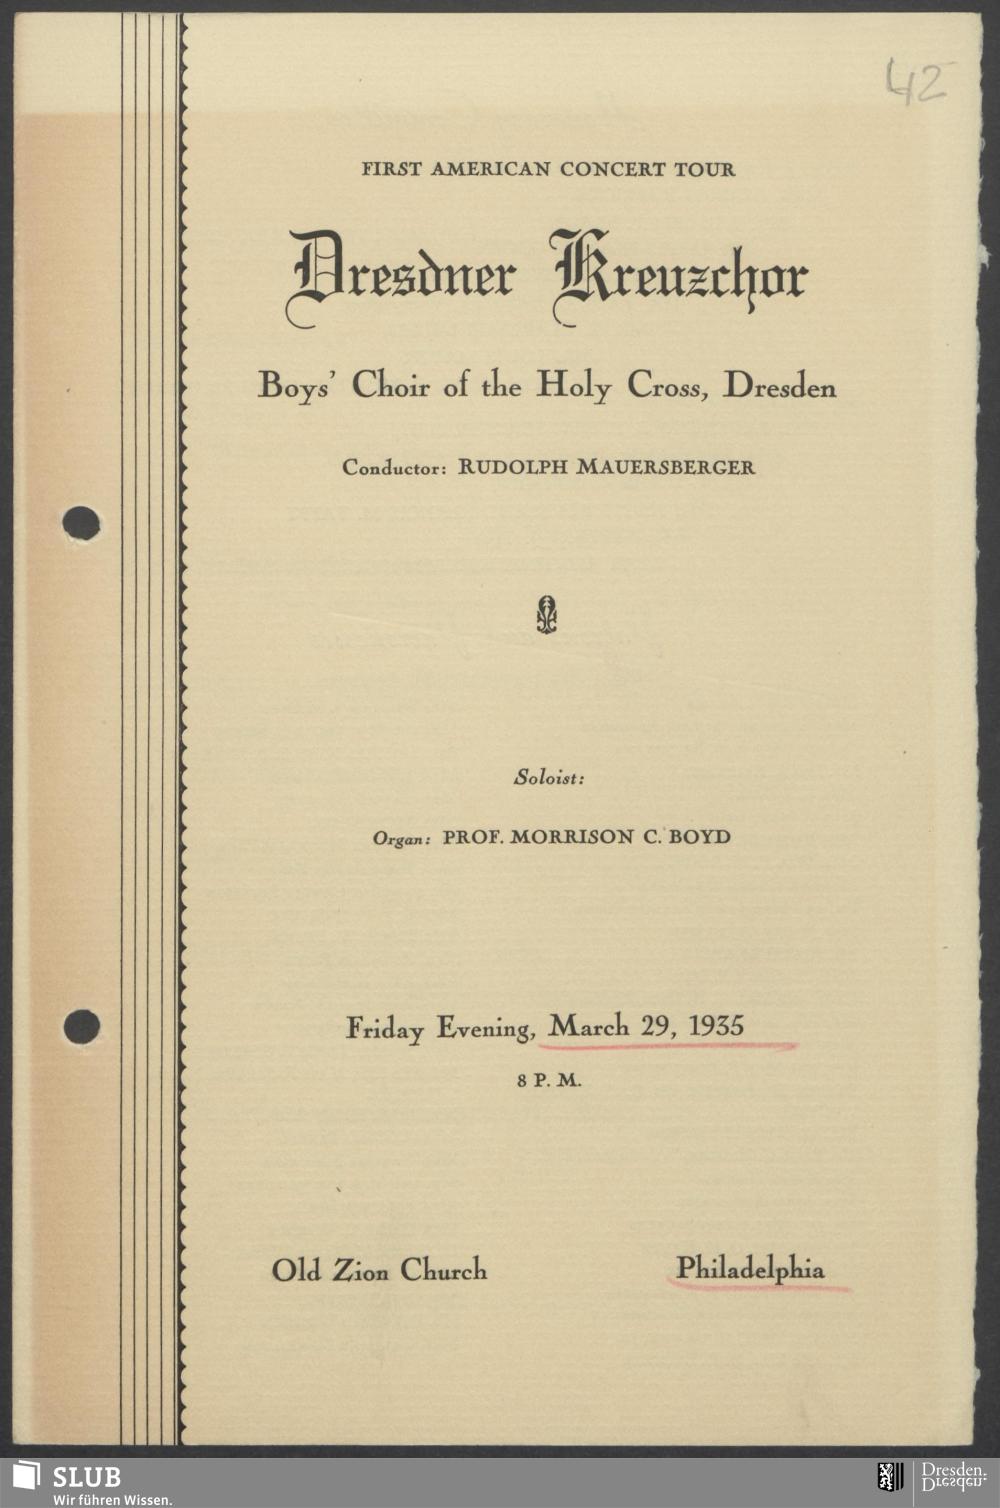 42
FIRST AMERICAN CONCERT TOUR
Dresdner Kreuzchor
Boys' Choir of the Holy Cross, Dresden
Conductor: RUDOLPH MAUERSBERGER
Soloist:
Organ: PROF. MORRISON C. BOYD
Friday Evening, March 29, 1935
8 P. M.
Old Zion Church Philadelphia
SLUB
Wir führen Wissen.
Dresden.
Dresden.